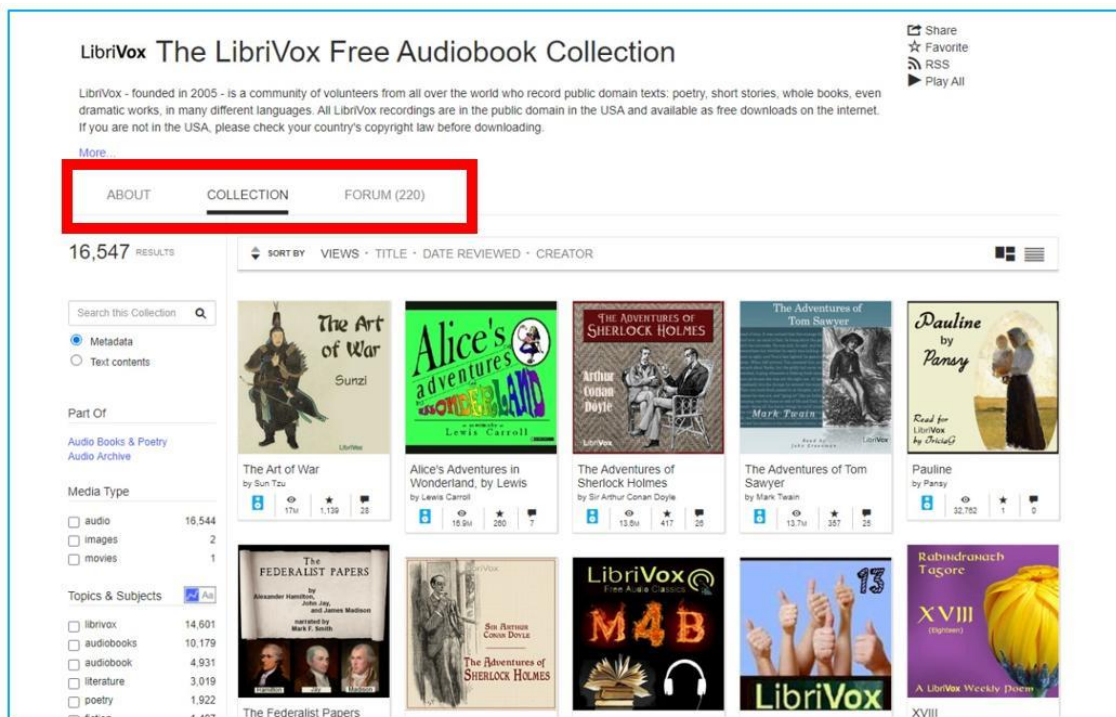 LibriVox The LibriVox Free Audiobook Collection
Share
Favorite
RSS
Play All
LibriVox - founded in 2005 - is a community of volunteers from all over the world who record public domain texts: poetry, short stories, whole books, even
dramatic works, in many different languages. All LibriVox recordings are in the public domain in the USA and available as free downloads on the internet.
If you are not in the USA, please check your country's copyright law before downloading.
More...
ABOUT COLLECTION FORUM (220)
16,547 RESULTS
SORT BY VIEWS · TITLE · DATE REVIEWED · CREATOR
Search this Collection
Metadata
Text contents
Part Of
Audio Books & Poetry
Audio Archive
Media Type
audio 16,544
images 2
movies 1
Topics & Subjects Aa
librivox 14,601
audiobooks 10,179
audiobook 4,931
literature 3,019
poetry 1,922
The Art
of War
Sunzi
LibriVox
The Art of War
by Sun Tzu
17M 1,139 28
Alice's
adventures
WONDERLAND
Lewis Carroll
Alice's Adventures in
Wonderland, by Lewis
by Lewis Carroll
16.9M 260 7
THE ADVENTURES OF
SHERLOCK HOLMES
Arthur
Conan
Doyle
LibriVox
The Adventures of
Sherlock Holmes
by Sir Arthur Conan Doyle
13.8M 417 26
The Adventures of
Tom Sawyer
Mark Twain
Read by
John Greenman
LibriVox
The Adventures of Tom
Sawyer
by Mark Twain
13.7M 357 25
Pauline
by
Pansy
Read for
LibriVox
by TriciaG
Pauline
by Pansy
32,762 1 0
The
FEDERALIST PAPERS
by
Alexander Hamilton,
John Jay,
and James Madison
narrated by
Mark F. Smith
Hamilton Jay Madison
The Federalist Papers
SIR ARTHUR
CONAN DOYLE
The Adventures of
SHERLOCK HOLMES
LibriVox
Free Audio Classics
M4B
13
LibriVox
Rabindranath
Tagore
XVIII
(Eighteen)
A LibriVox Weekly Poem
XVIII